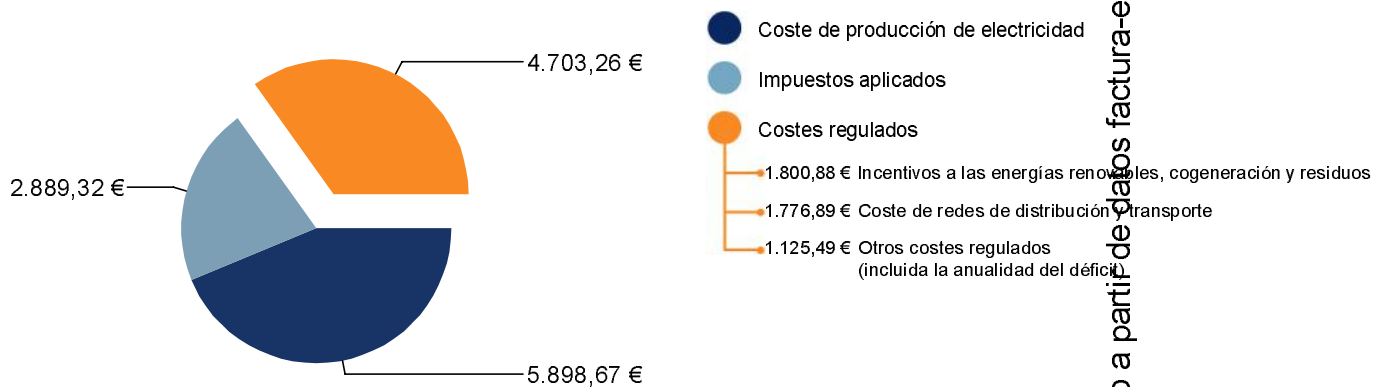 4.703,26 €
2.889,32 €
5.898,67 €
Coste de producción de electricidad
Impuestos aplicados
Costes regulados
1.800,88 € Incentivos a las energías renovables, cogeneración y residuos
1.776,89 € Coste de redes de distribución y transporte
1.125,49 € Otros costes regulados
(incluida la anualidad del déficit)
a partir de datos factura-e